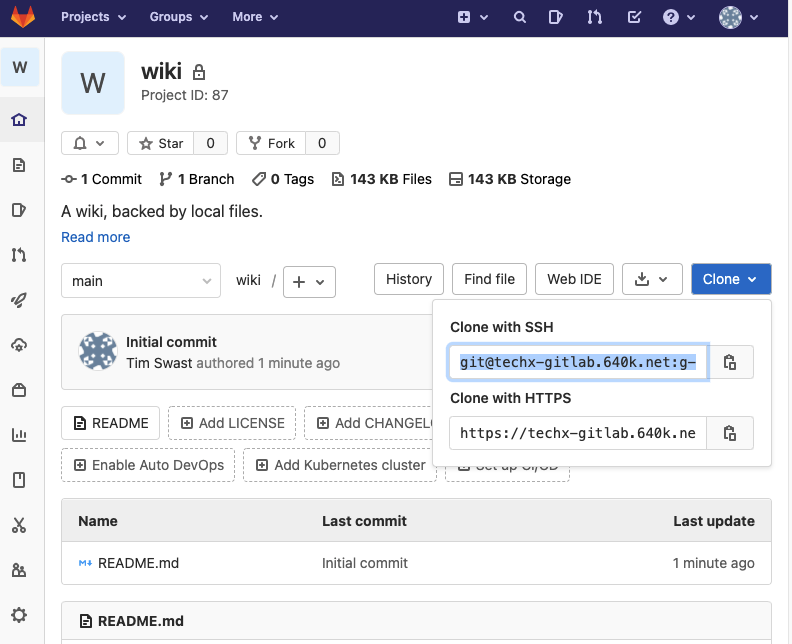 Projects Groups More
W
W
wiki
Project ID: 87
Star 0 Fork 0
1 Commit 1 Branch 0 Tags 143 KB Files 143 KB Storage
A wiki, backed by local files.
Read more
main wiki / + History Find file Web IDE Clone
Clone with SSH
git@techx-gitlab.640k.net:g-
Clone with HTTPS
https://techx-gitlab.640k.ne
Initial commit
Tim Swast authored 1 minute ago
README Add LICENSE Add CHANGELO
Enable Auto DevOps Add Kubernetes cluster Set up CI/CD
Name Last commit Last update
README.md Initial commit 1 minute ago
README.md